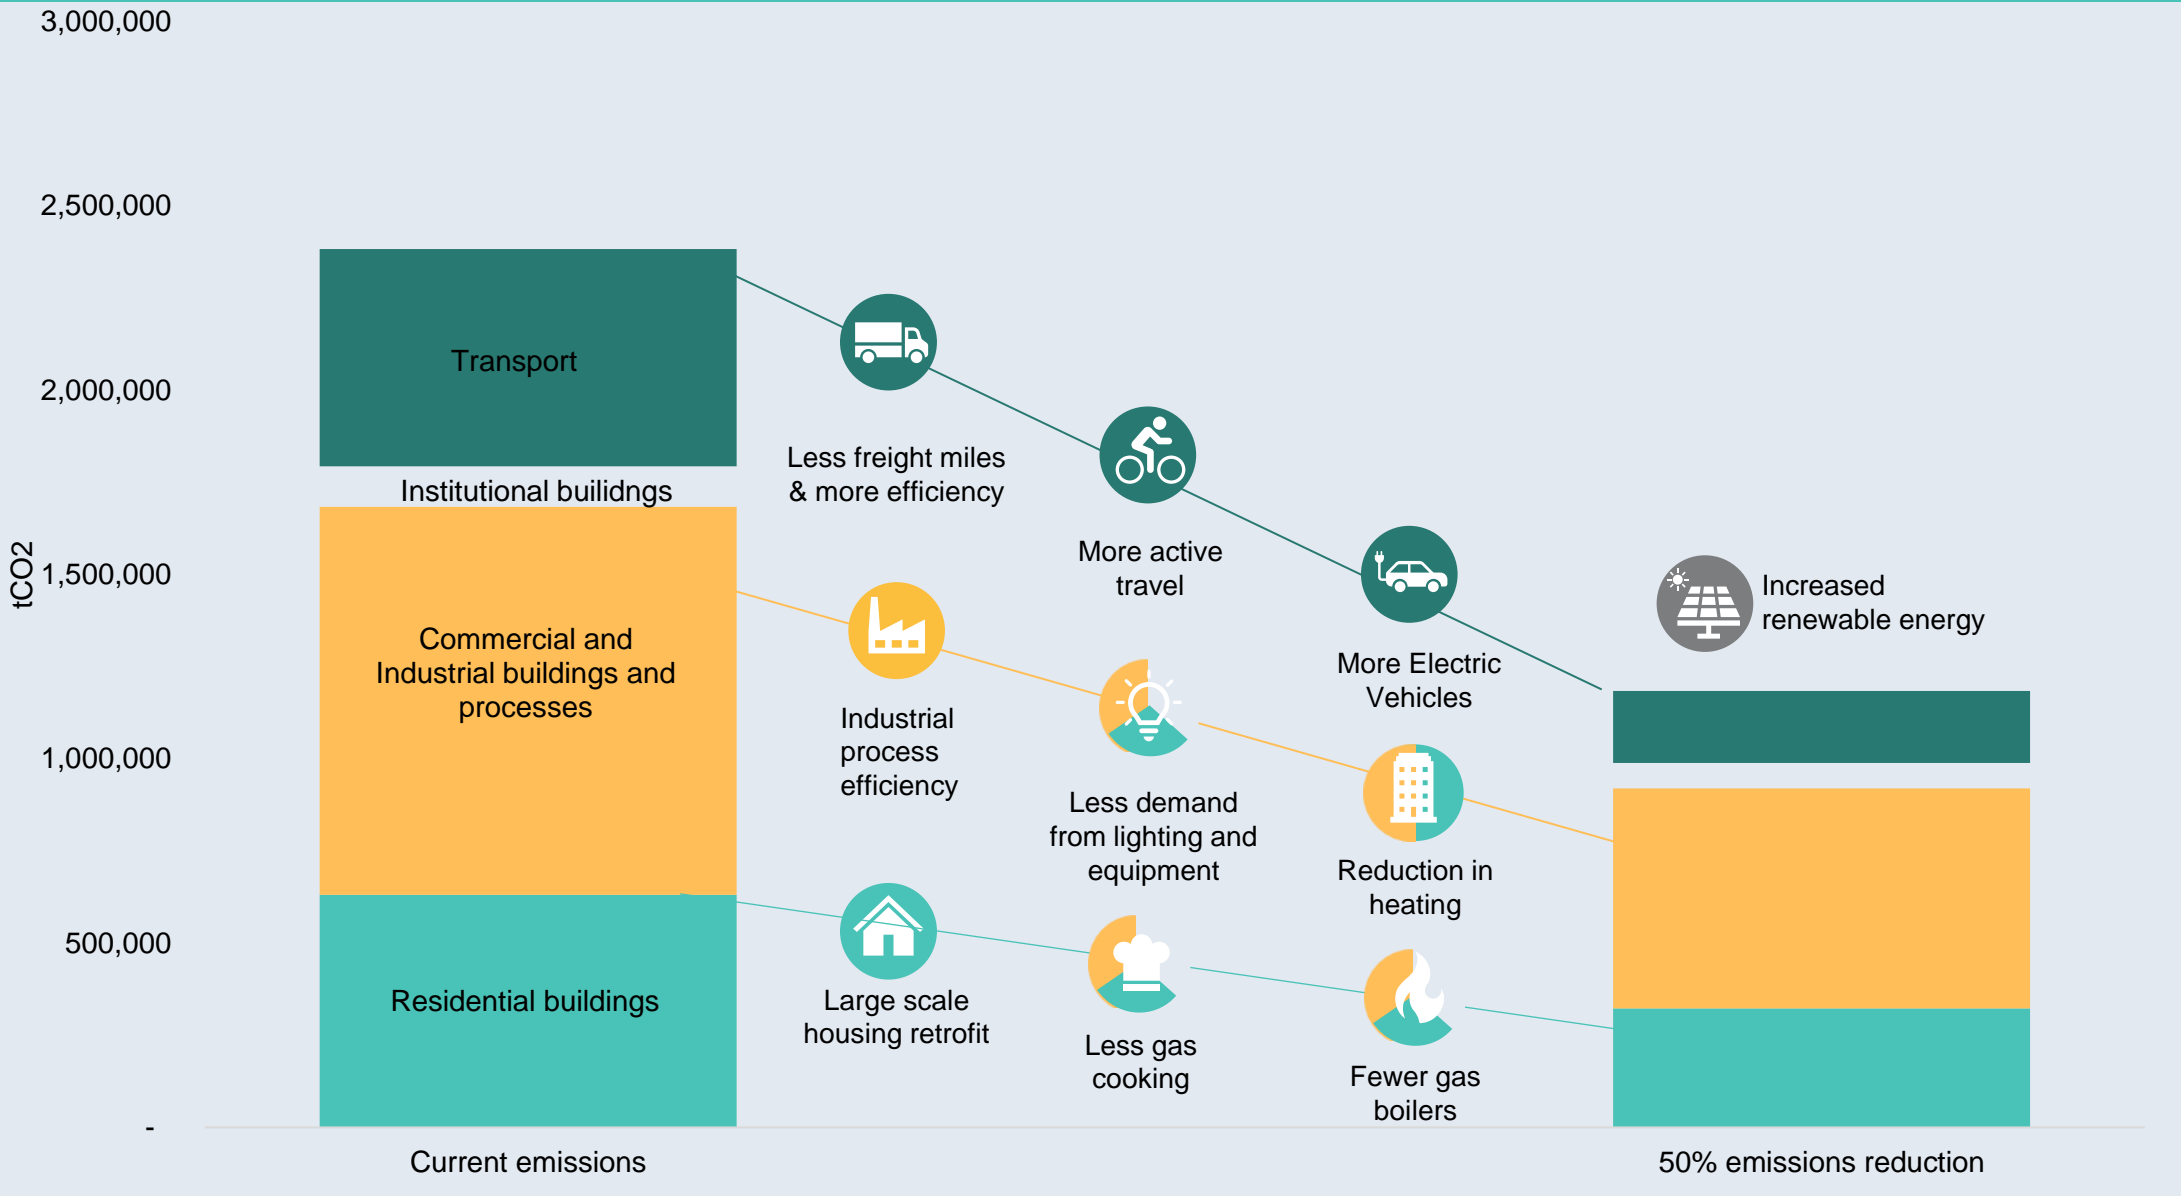 3,000,000
2,500,000
2,000,000
1,500,000
1,000,000
500,000
-
tCO2
Transport
Institutional builidngs
Commercial and
Industrial buildings and
processes
Residential buildings
Less freight miles
& more efficiency
More active
travel
More Electric
Vehicles
Increased
renewable energy
Industrial
process
efficiency
Less demand
from lighting and
equipment
Reduction in
heating
Large scale
housing retrofit
Less gas
cooking
Fewer gas
boilers
Current emissions
50% emissions reduction